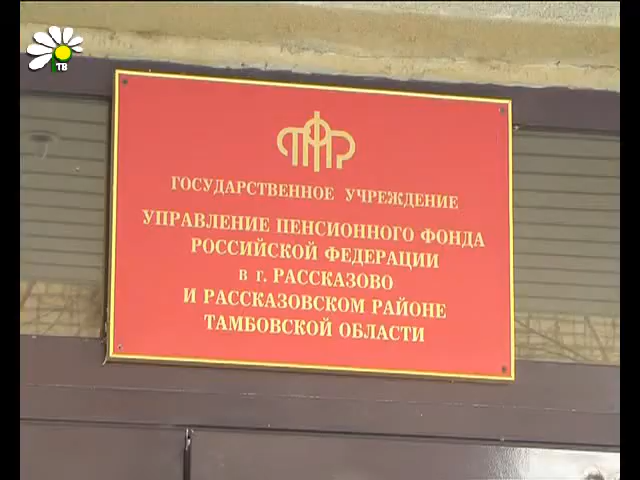 ТВ
ПФР
ГОСУДАРСТВЕННОЕ УЧРЕЖДЕНИЕ
УПРАВЛЕНИЕ ПЕНСИОННОГО ФОНДА
РОССИЙСКОЙ ФЕДЕРАЦИИ
в г. РАССКАЗОВО
И РАССКАЗОВСКОМ РАЙОНЕ
ТАМБОВСКОЙ ОБЛАСТИ